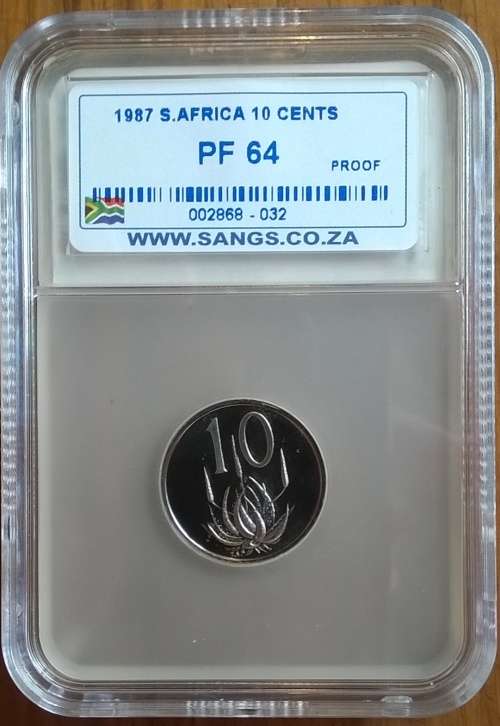 1987 S.AFRICA 10 CENTS
PF 64
PROOF
002868 - 032
WWW.SANGS.CO.ZA
10